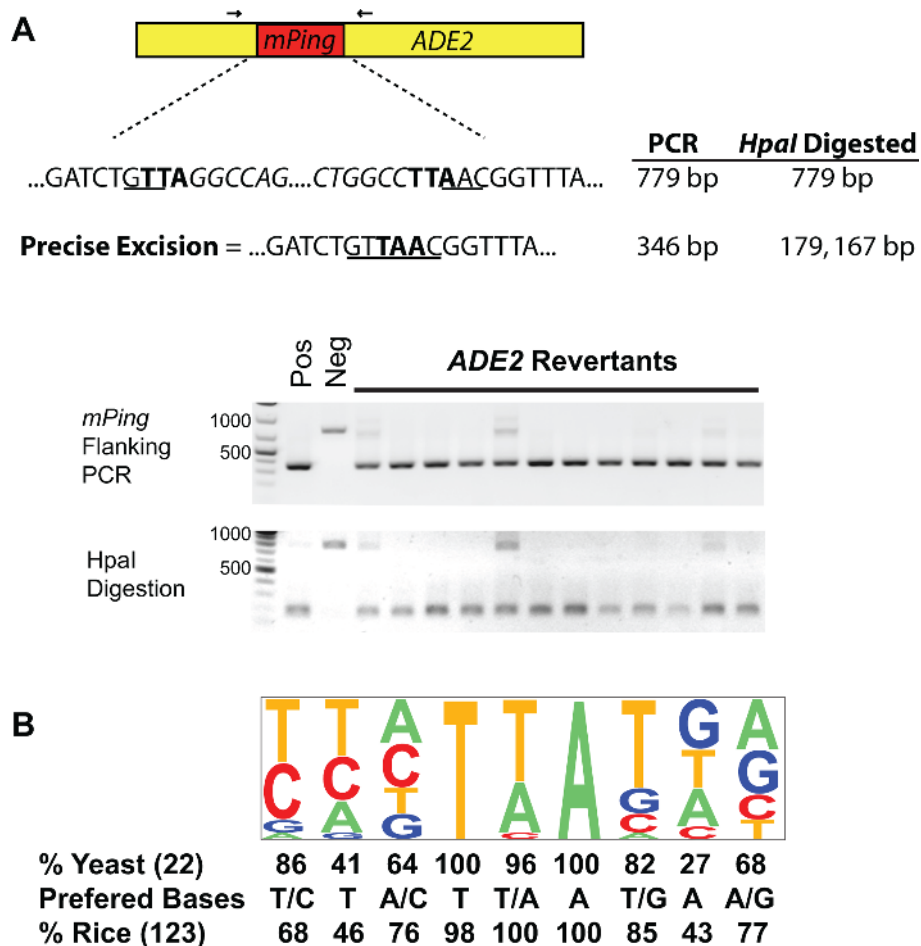 A
mPing ADE2
PCR HpaI Digested
...GATCTGTTAGGCCAG....CTGGCCTTAACGGTTTA... 779 bp 779 bp
Precise Excision = ...GATCTGTTAACGGTTTA... 346 bp 179, 167 bp
Pos Neg ADE2 Revertants
mPing
Flanking
PCR
1000
500
HpaI
Digestion
1000
500
B
T T A T T A T G A
C C C A G T G
G A T C C A C
A G G A C T
% Yeast (22) 86 41 64 100 96 100 82 27 68
Prefered Bases T/C T A/C T T/A A T/G A A/G
% Rice (123) 68 46 76 98 100 100 85 43 77